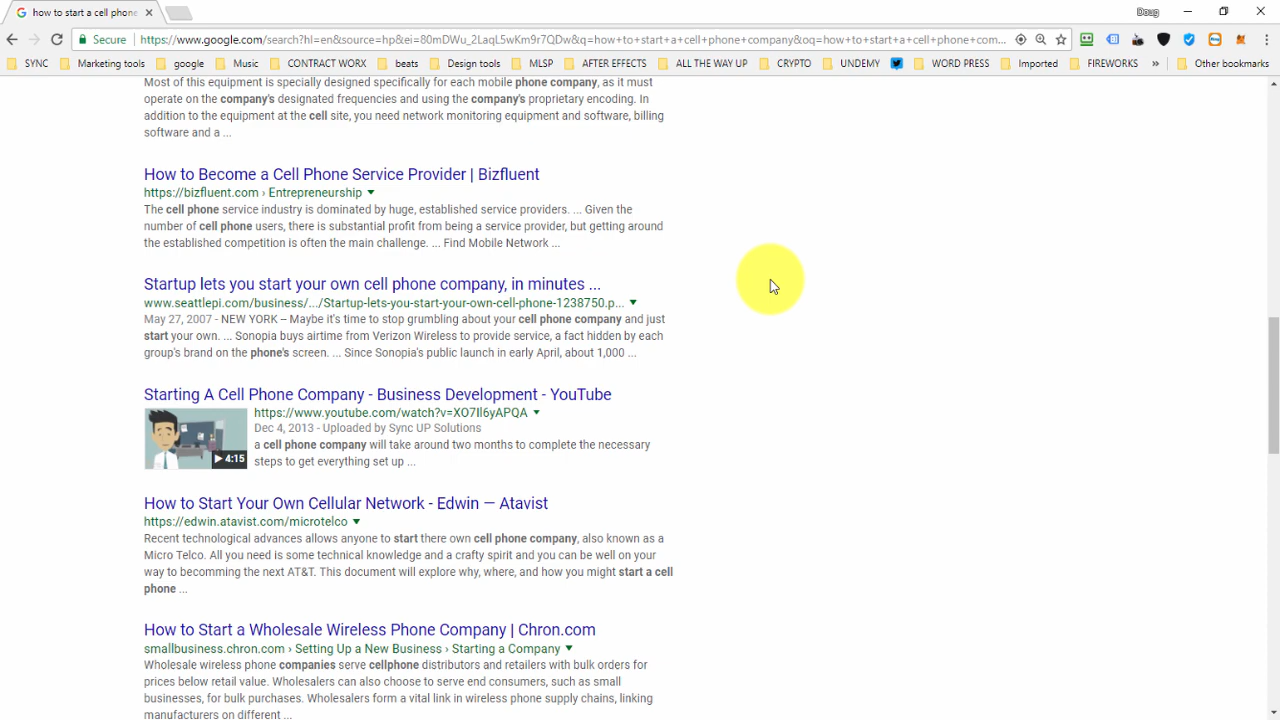 how to start a cell phone
Doug
Secure https://www.google.com/search?hl=en&source=hp&ei=80mDWu_2LaqL5wKm9r7QDw&q=how+to+start+a+cell+phone+company&oq=how+to+start+a+cell+phone+com...
SYNC Marketing tools google Music CONTRACT WORX beats Design tools MLSP AFTER EFFECTS ALL THE WAY UP CRYPTO UNDEMY WORD PRESS Imported FIREWORKS » Other bookmarks
Most of this equipment is specially designed specifically for each mobile phone company, as it must
operate on the company's designated frequencies and using the company's proprietary encoding. In
addition to the equipment at the cell site, you need network monitoring equipment and software, billing
software and a ...
How to Become a Cell Phone Service Provider | Bizfluent
https://bizfluent.com › Entrepreneurship
The cell phone service industry is dominated by huge, established service providers. ... Given the
number of cell phone users, there is substantial profit from being a service provider, but getting around
the established competition is often the main challenge. ... Find Mobile Network ...
Startup lets you start your own cell phone company, in minutes ...
www.seattlepi.com/business/.../Startup-lets-you-start-your-own-cell-phone-1238750.p...
May 27, 2007 - NEW YORK -- Maybe it's time to stop grumbling about your cell phone company and just
start your own. ... Sonopia buys airtime from Verizon Wireless to provide service, a fact hidden by each
group's brand on the phone's screen. ... Since Sonopia's public launch in early April, about 1,000 ...
Starting A Cell Phone Company - Business Development - YouTube
https://www.youtube.com/watch?v=XO7Il6yAPQA
Dec 4, 2013 - Uploaded by Sync UP Solutions
a cell phone company will take around two months to complete the necessary
4:15
steps to get everything set up ...
How to Start Your Own Cellular Network - Edwin — Atavist
https://edwin.atavist.com/microtelco
Recent technological advances allows anyone to start there own cell phone company, also known as a
Micro Telco. All you need is some technical knowledge and a crafty spirit and you can be well on your
way to becomming the next AT&T. This document will explore why, where, and how you might start a cell
phone ...
How to Start a Wholesale Wireless Phone Company | Chron.com
smallbusiness.chron.com › Setting Up a New Business › Starting a Company
Wholesale wireless phone companies serve cellphone distributors and retailers with bulk orders for
prices below retail value. Wholesalers can also choose to serve end consumers, such as small
businesses, for bulk purchases. Wholesalers form a vital link in wireless phone supply chains, linking
manufacturers on different ...